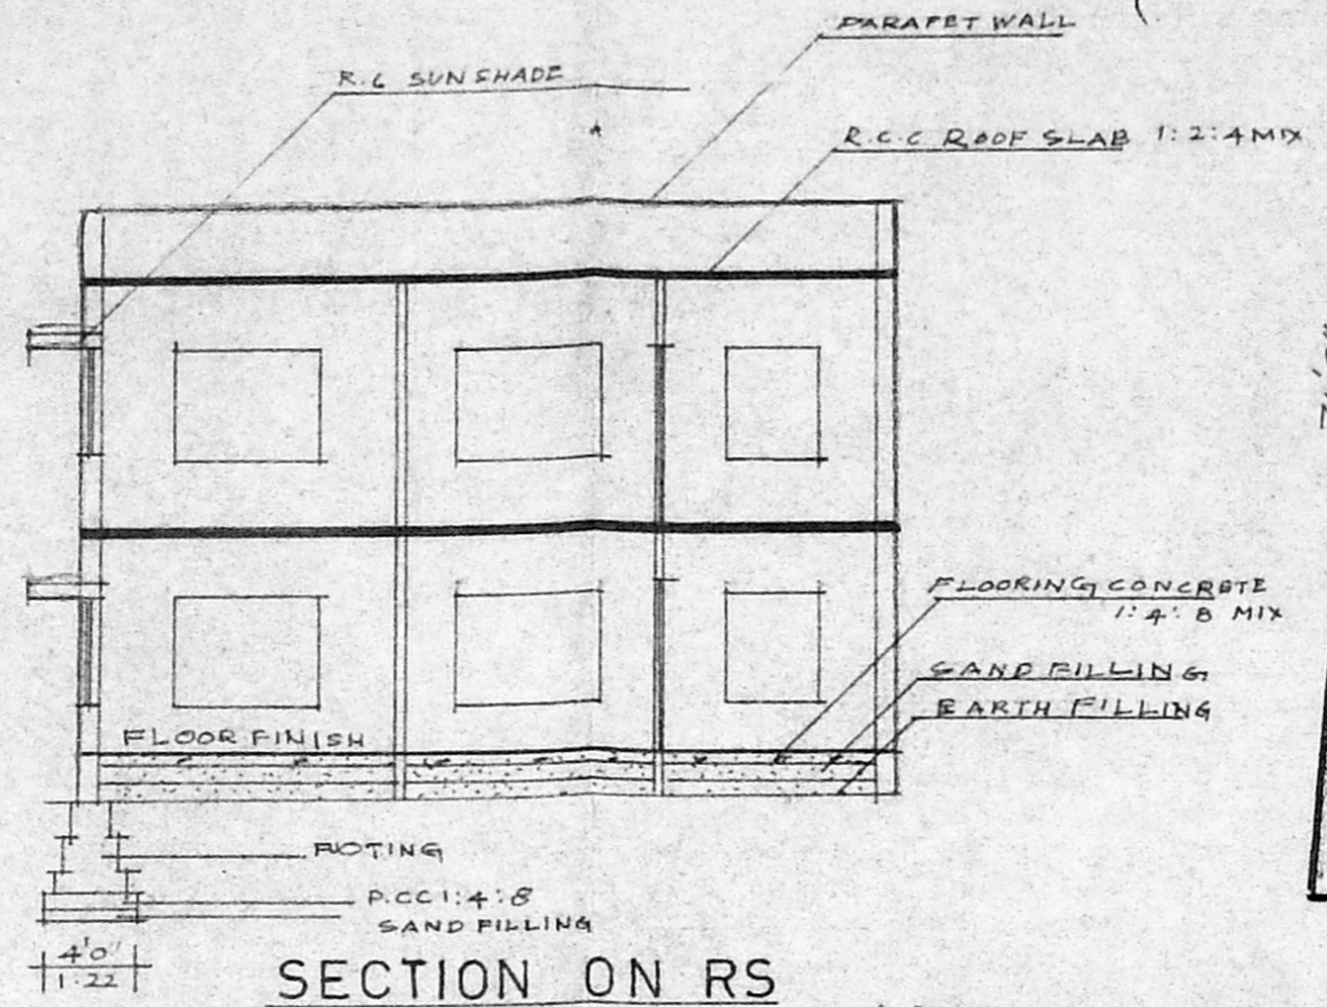 PARAPET WALL
R.C SUNSHADE
R.C.C ROOF SLAB 1:2:4 MIX
FLOORING CONCRETE
1:4:8 MIX
SAND FILLING
EARTH FILLING
FLOOR FINISH
FOOTING
P.CC 1:4:8
SAND FILLING
4'0"
1.22
SECTION ON RS